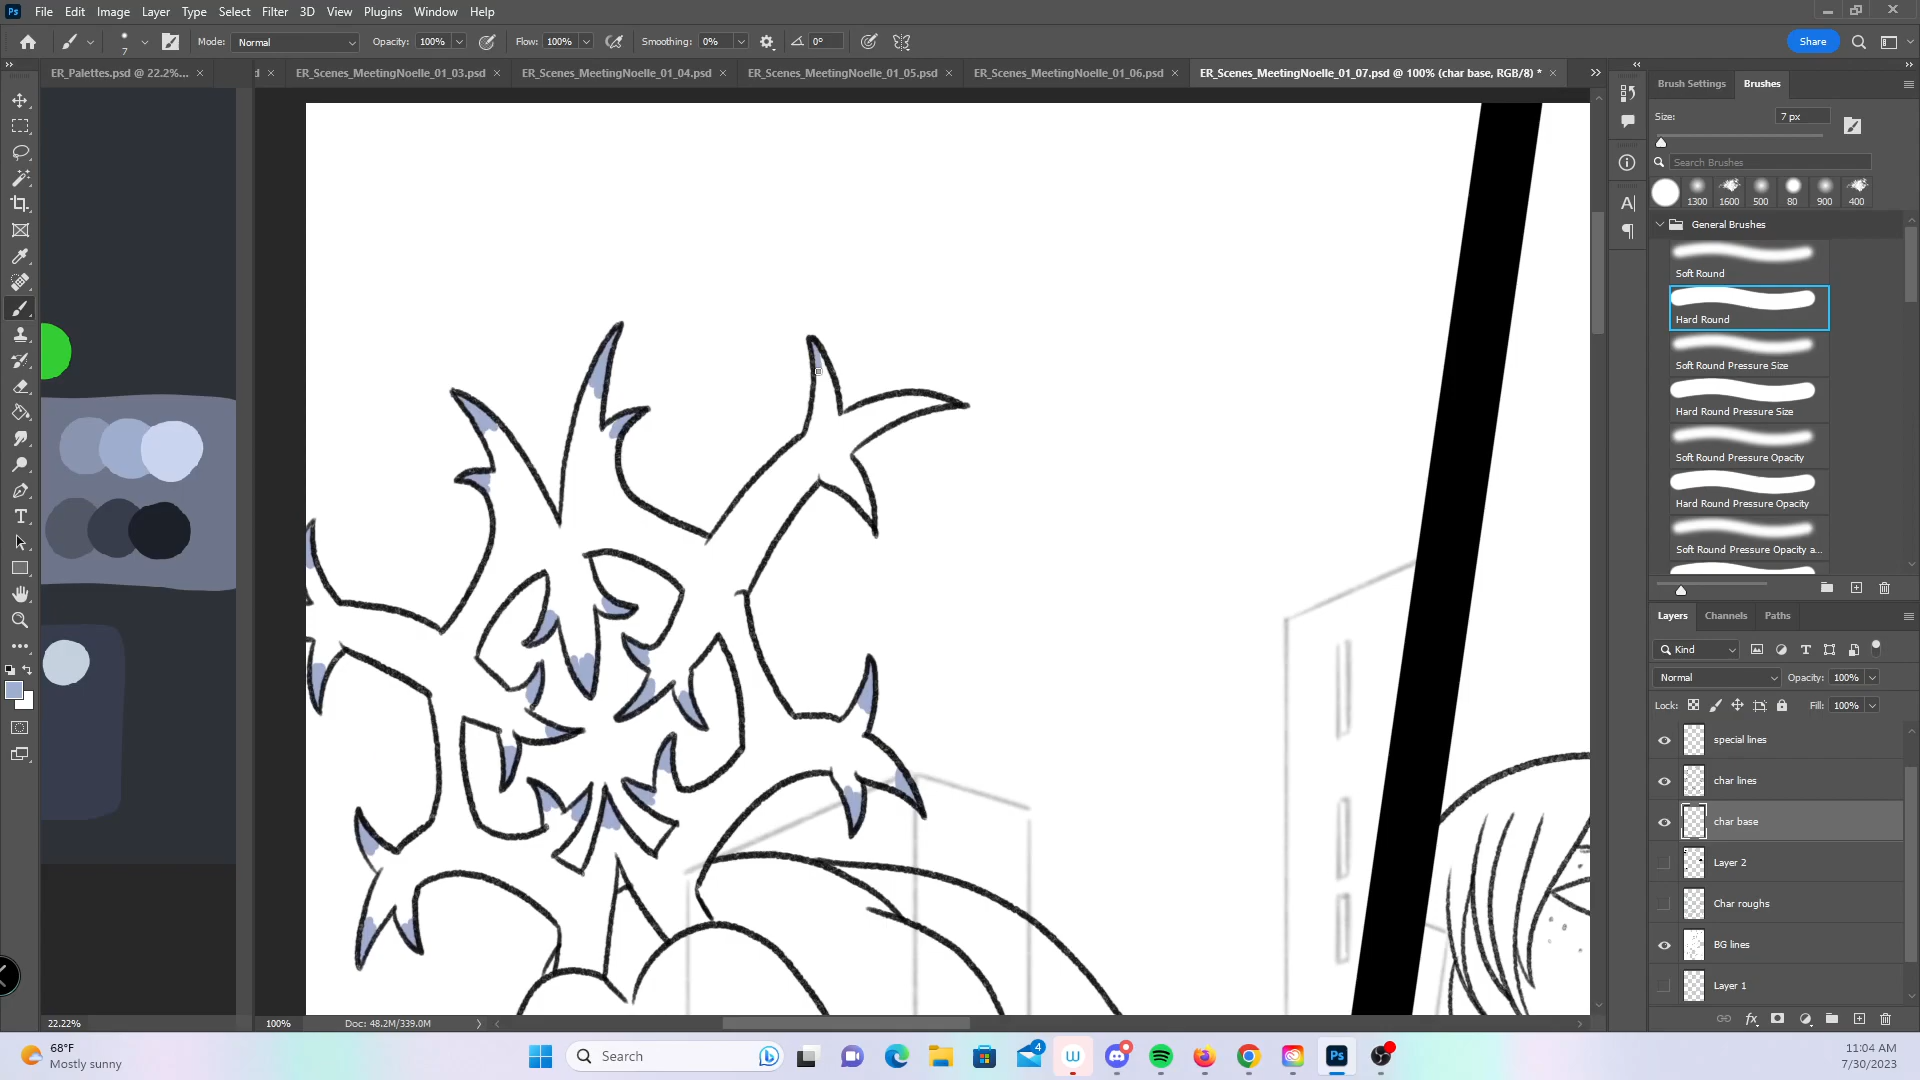 Ps File Edit Image Layer Type Select Filter 3D View Plugins Window Help
7 Mode: Normal Opacity: 100% Flow: 100% Smoothing: 0% 0° Share
ER_Palettes.psd @ 22.2%... × d × ER_Scenes_MeetingNoelle_01_03.psd × ER_Scenes_MeetingNoelle_01_04.psd × ER_Scenes_MeetingNoelle_01_05.psd × ER_Scenes_MeetingNoelle_01_06.psd × ER_Scenes_MeetingNoelle_01_07.psd @ 100% (char base, RGB/8) * ×
Brush Settings Brushes
Size: 7 px
Search Brushes
1300 1600 500 80 900 400
General Brushes
Soft Round
Hard Round
Soft Round Pressure Size
Hard Round Pressure Size
Soft Round Pressure Opacity
Hard Round Pressure Opacity
Soft Round Pressure Opacity a...
Layers Channels Paths
Kind
Normal Opacity: 100%
Lock: Fill: 100%
special lines
char lines
char base
Layer 2
Char roughs
BG lines
Layer 1
22.22% 100% Doc: 48.2M/339.0M
68°F
Mostly sunny
Search
4
Ps
11:04 AM
7/30/2023